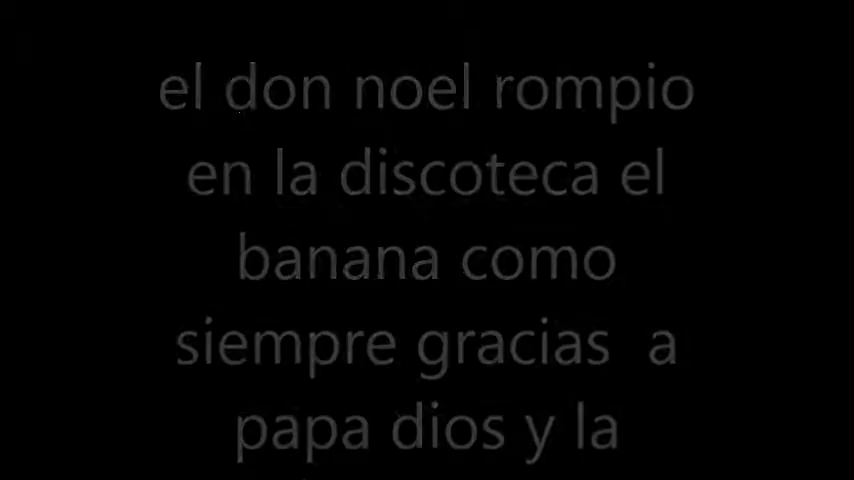 el don noel rompio
en la discoteca el
banana como
siempre gracias  a
papa dios y la